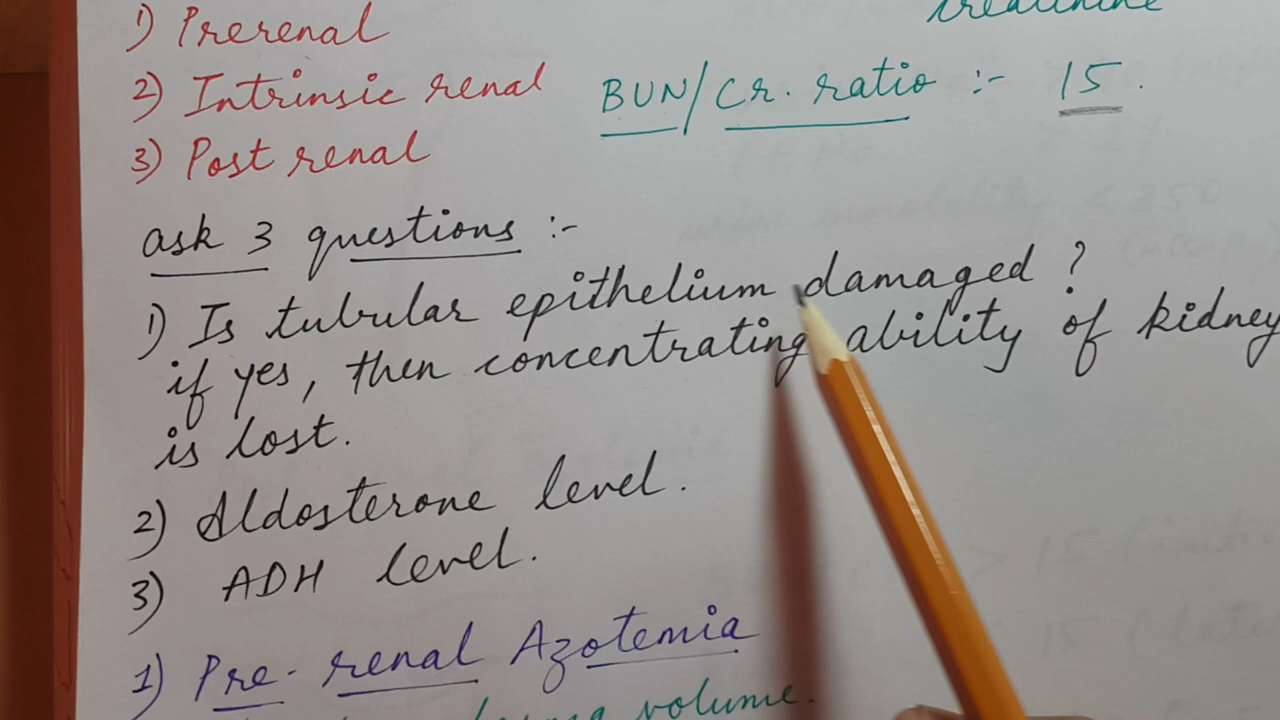 1) Prerenal
creatinine
2) Intrinsic renal BUN/Cr. ratio :- 15.
3) Post renal
ask 3 questions :-
1) Is tubular epithelium damaged ?
if yes, then concentrating ability of kidney
is lost.
2) Aldosterone level.
3) ADH level.
1) Pre-renal Azotemia
volume.